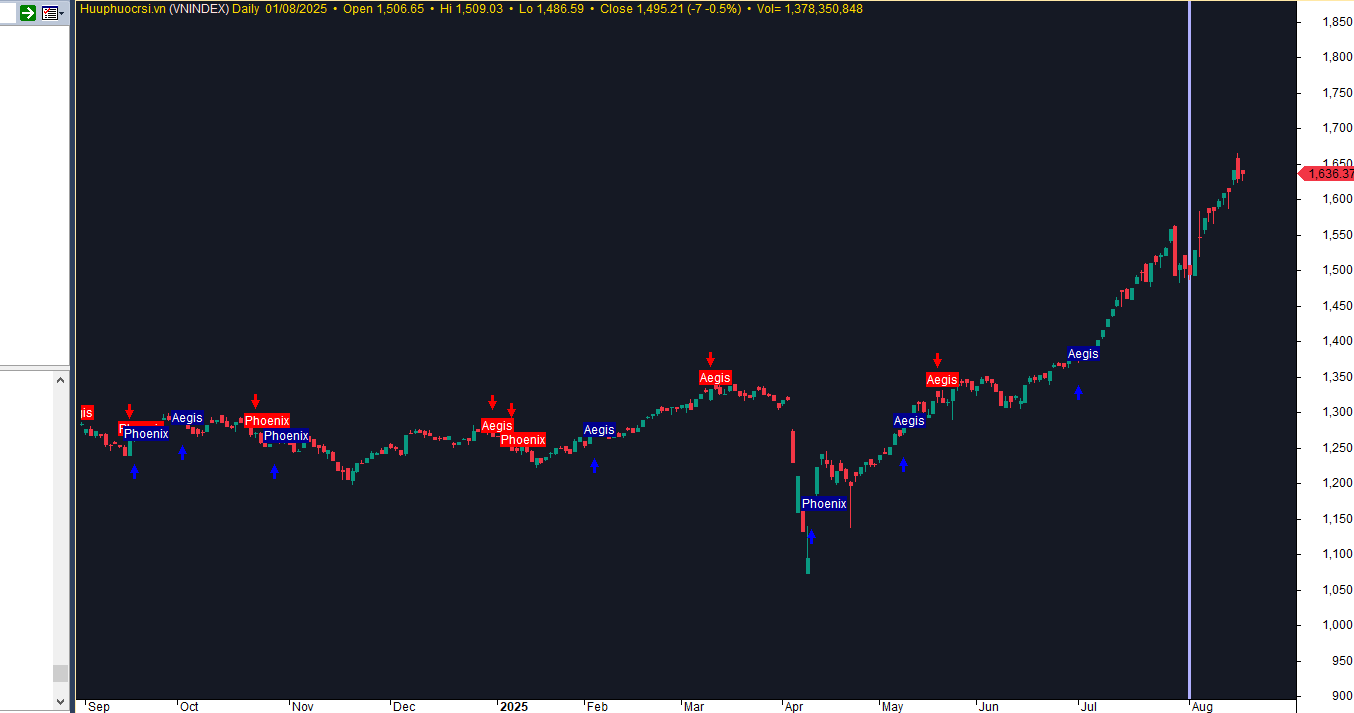 Huuphuocrsi.vn (VNINDEX) Daily 01/08/2025 • Open 1,506.65 • Hi 1,509.03 • Lo 1,486.59 • Close 1,495.21 (-7 -0.5%) • Vol= 1,378,350,848
1,850
1,800
1,750
1,700
1,650
1,636.37
1,600
1,550
1,500
1,450
1,400
1,350
1,300
1,250
1,200
1,150
1,100
1,050
1,000
950
900
Aegis
Aegis
Aegis
Phoenix
Aegis
Phoenix
Phoenix
Aegis
Phoenix
Aegis
Aegis
Phoenix
Sep Oct Nov Dec 2025 Feb Mar Apr May Jun Jul Aug